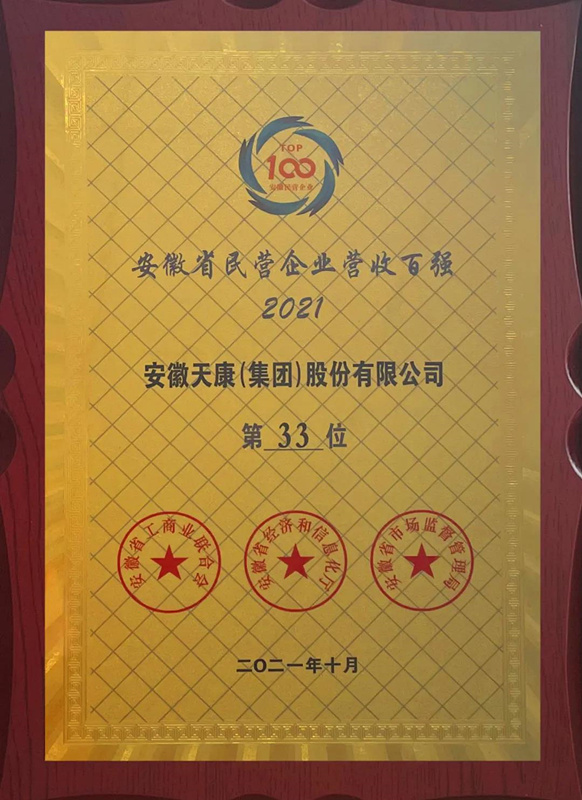 TOP
100
安徽民营企业
安徽省民营企业营收百强
2021
安徽天康(集团)股份有限公司
第 33 位
安徽省工商业联合会
安徽省经济和信息化厅
安徽省市场监督管理局
二〇二一年十月